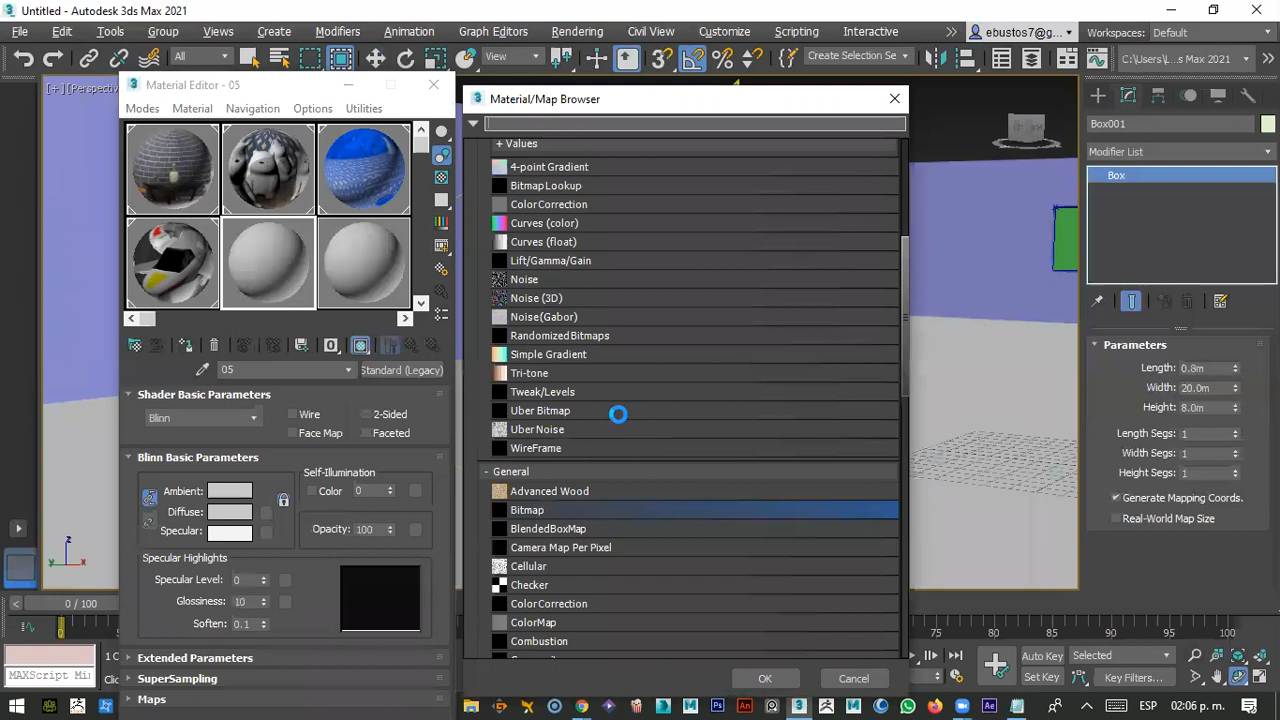 Untitled - Autodesk 3ds Max 2021
File Edit Tools Group Views Create Modifiers Animation Graph Editors Rendering Civil View Customize Scripting Interactive ebustos7@g... Workspaces: Default
All View Create Selection Se C:\...s Max 2021
[+] [Perspectiv
Material Editor - 05
Modes Material Navigation Options Utilities
05 Standard (Legacy)
Shader Basic Parameters
Blinn Wire 2-Sided
Face Map Faceted
Blinn Basic Parameters
Self-Illumination
Ambient: Color 0
Diffuse:
Specular: Opacity: 100
Specular Highlights
Specular Level: 0
Glossiness: 10
Soften: 0.1
Extended Parameters
SuperSampling
Maps
Material/Map Browser
+ Values
4-point Gradient
BitmapLookup
ColorCorrection
Curves (color)
Curves (float)
Lift/Gamma/Gain
Noise
Noise (3D)
Noise(Gabor)
RandomizedBitmaps
Simple Gradient
Tri-tone
Tweak/Levels
Uber Bitmap
Uber Noise
WireFrame
- General
Advanced Wood
Bitmap
BlendedBoxMap
Camera Map Per Pixel
Cellular
Checker
ColorCorrection
ColorMap
Combustion
OK Cancel
Box001
Modifier List
Box
Parameters
Length: 0.8m
Width: 20.0m
Height: 8.0m
Length Segs: 1
Width Segs: 1
Height Segs: 1
Generate Mapping Coords.
Real-World Map Size
z
x
0 / 100
0 75 80 85 90 95 100
MAXScript Min
1 C
Click
Auto Key Selected
Set Key Key Filters...
ESP 02:06 p. m.